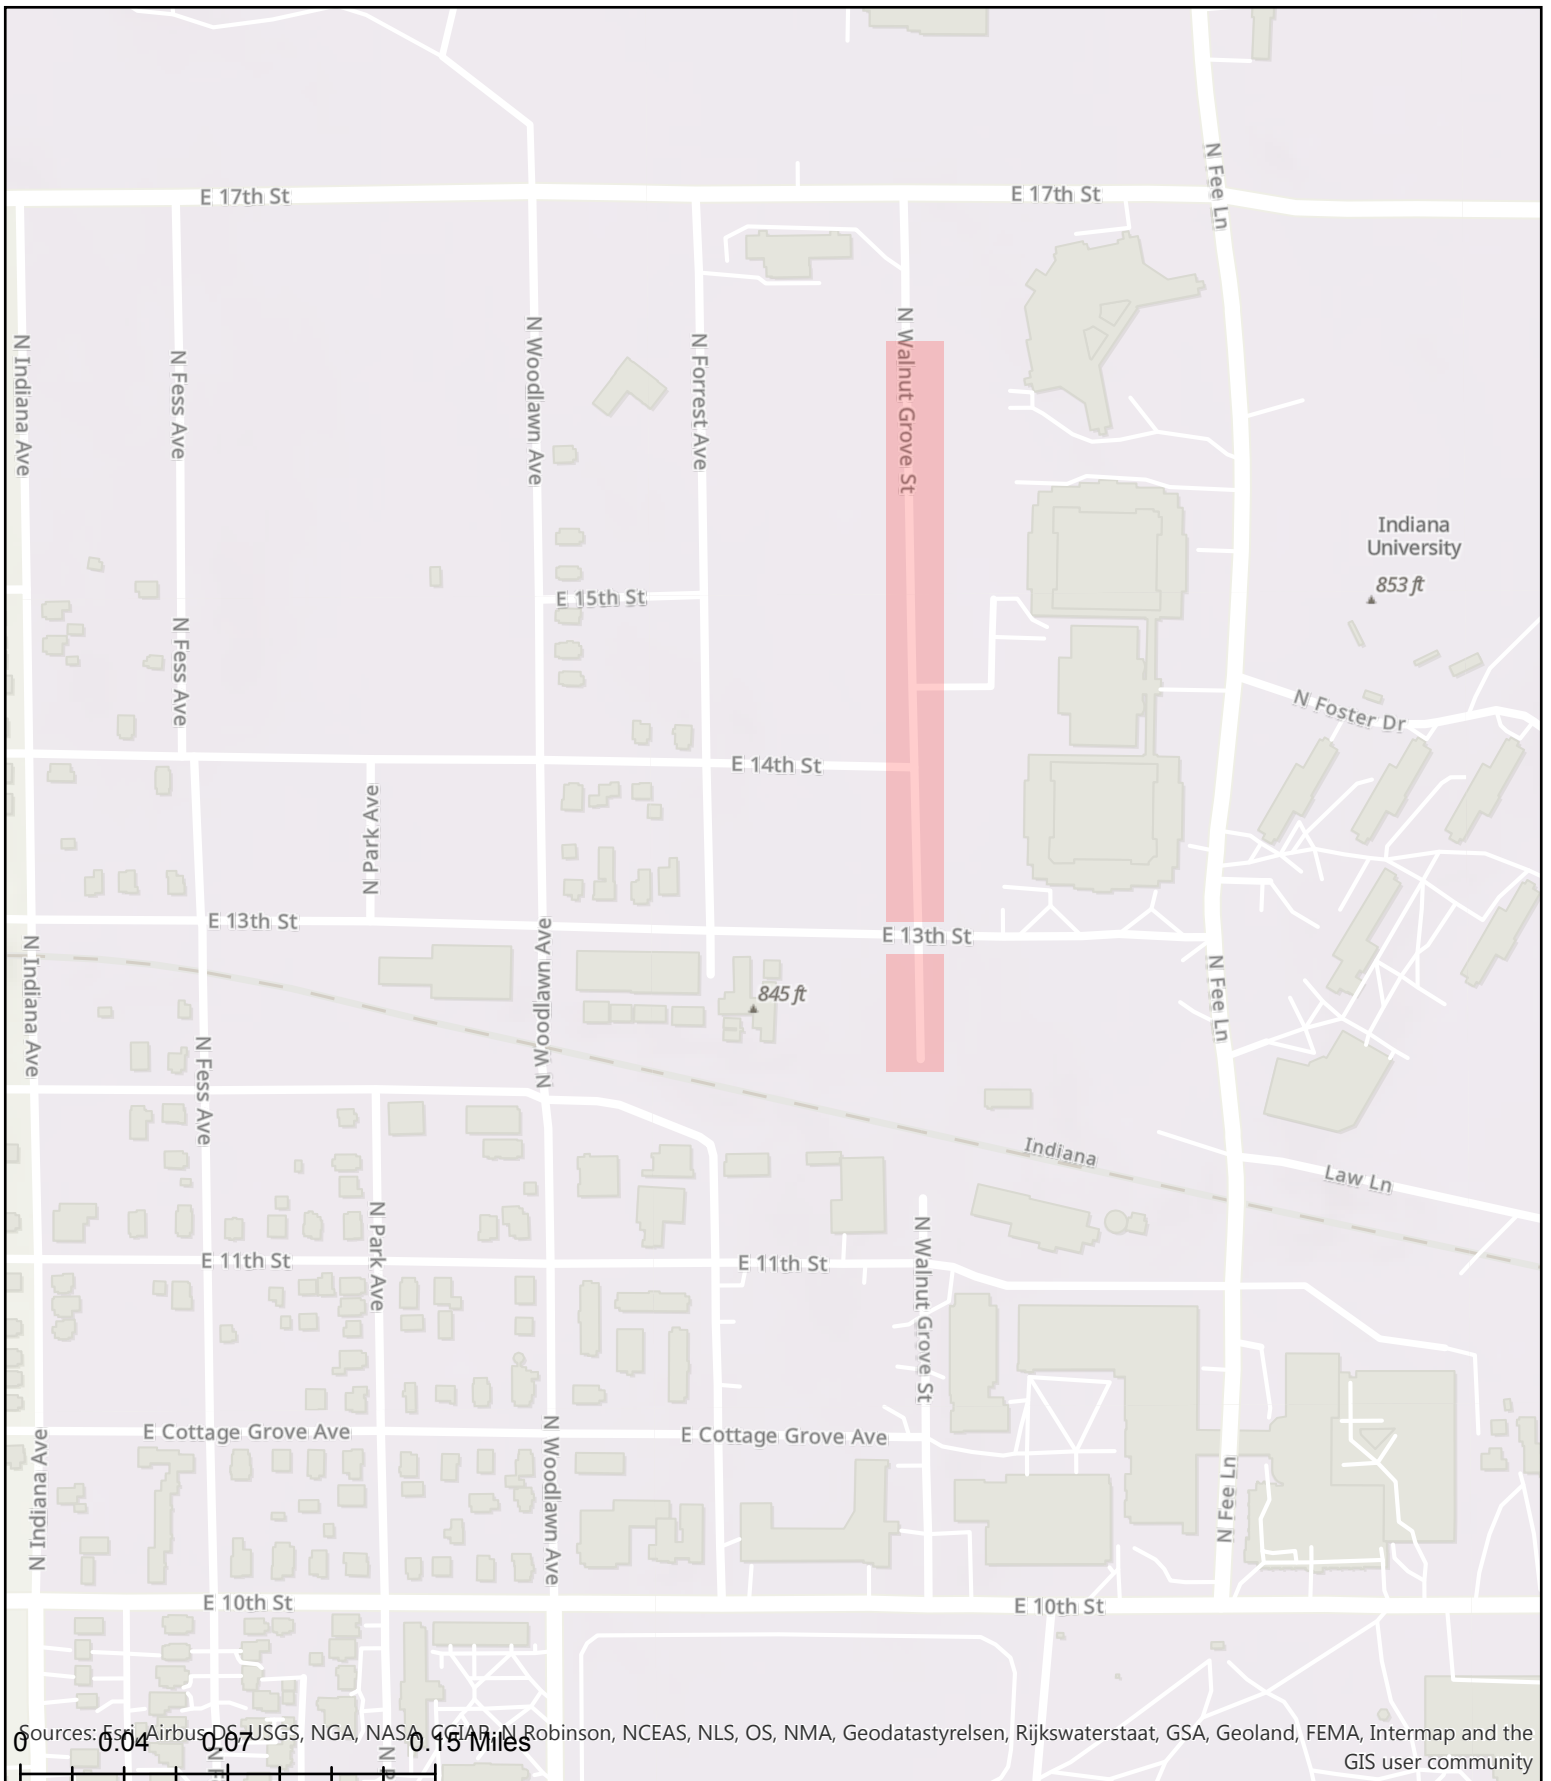 N Fee Ln
E 17th St
E 17th St
N Indiana Ave
N Fess Ave
N Woodlawn Ave
N Forrest Ave
N Walnut Grove St
Indiana
University
853 ft
E 15th St
N Fess Ave
N Foster Dr
E 14th St
N Park Ave
E 13th St
E 13th St
N Indiana Ave
N Woodlawn Ave
845 ft
N Fee Ln
N Fess Ave
Indiana
Law Ln
N Park Ave
N Walnut Grove St
E 11th St
E 11th St
E Cottage Grove Ave
E Cottage Grove Ave
N Indiana Ave
N Woodlawn Ave
N Fee Ln
E 10th St
E 10th St
Sources: Esri, Airbus DS, USGS, NGA, NASA, CGIAR, N Robinson, NCEAS, NLS, OS, NMA, Geodatastyrelsen, Rijkswaterstaat, GSA, Geoland, FEMA, Intermap and the
GIS user community
0 0.04 0.07 0.15 Miles